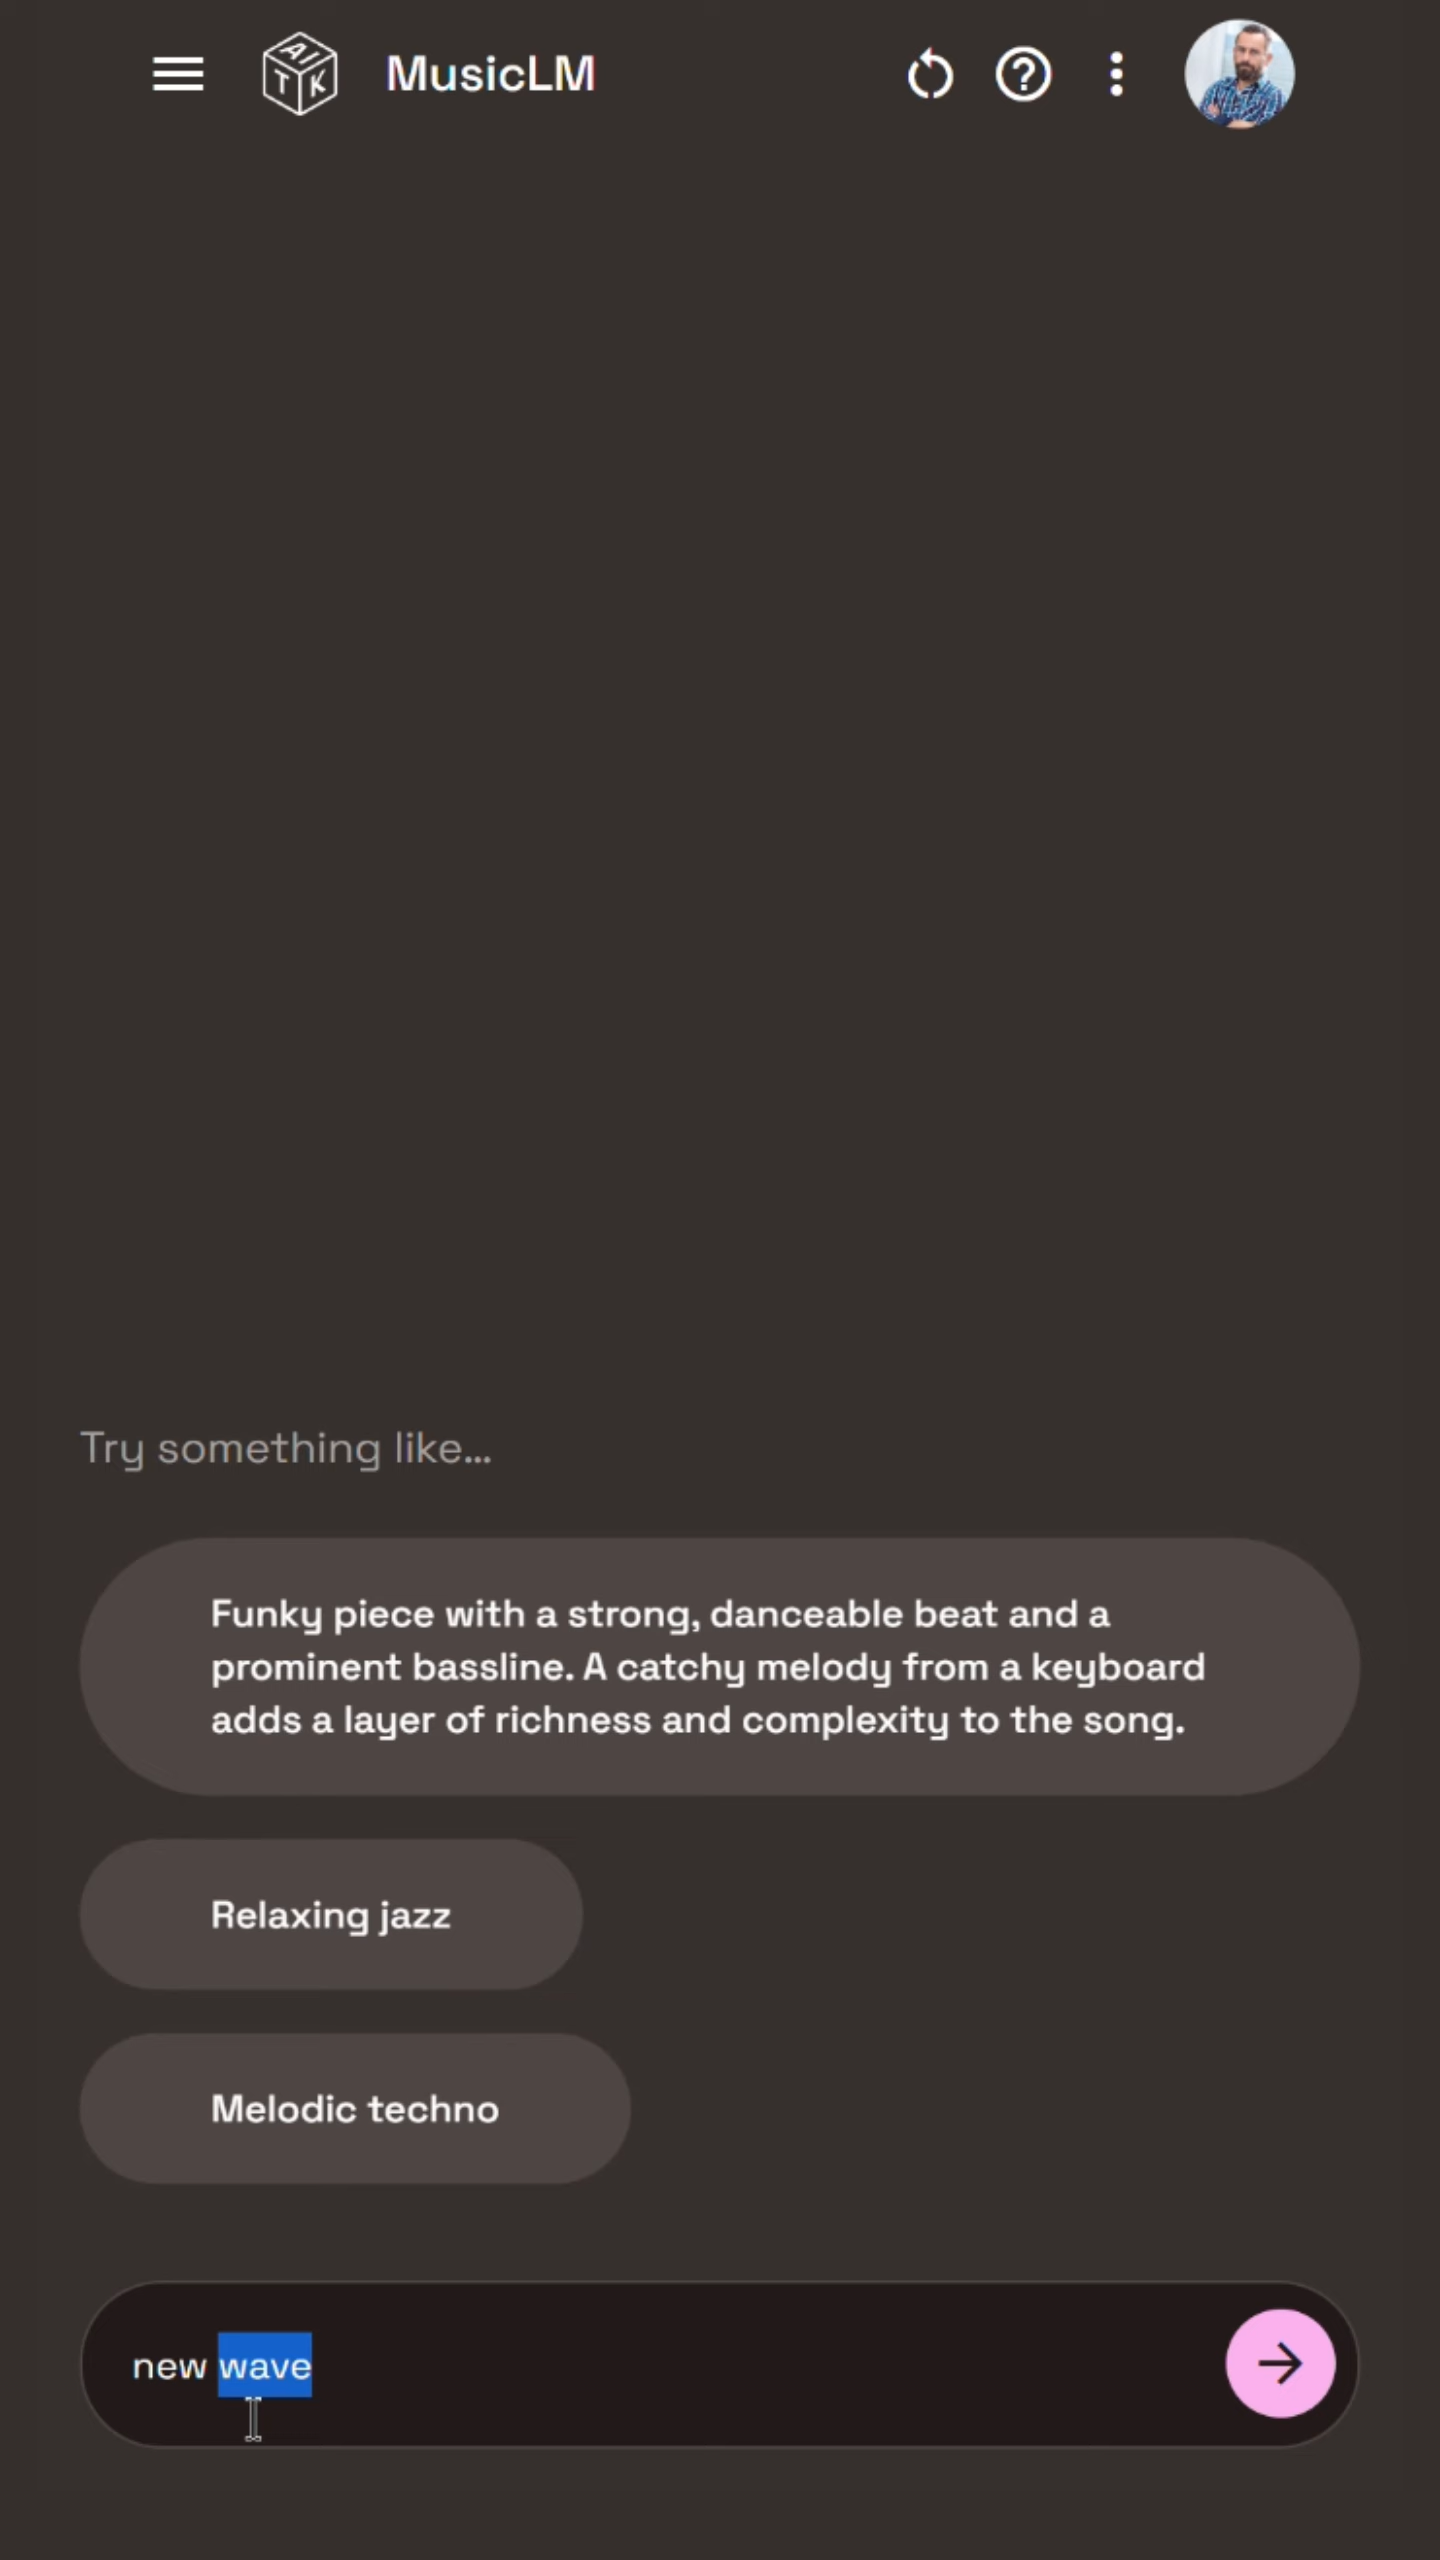 AI
T K
MusicLM
Try something like...
Funky piece with a strong, danceable beat and a
prominent bassline. A catchy melody from a keyboard
adds a layer of richness and complexity to the song.
Relaxing jazz
Melodic techno
new wave